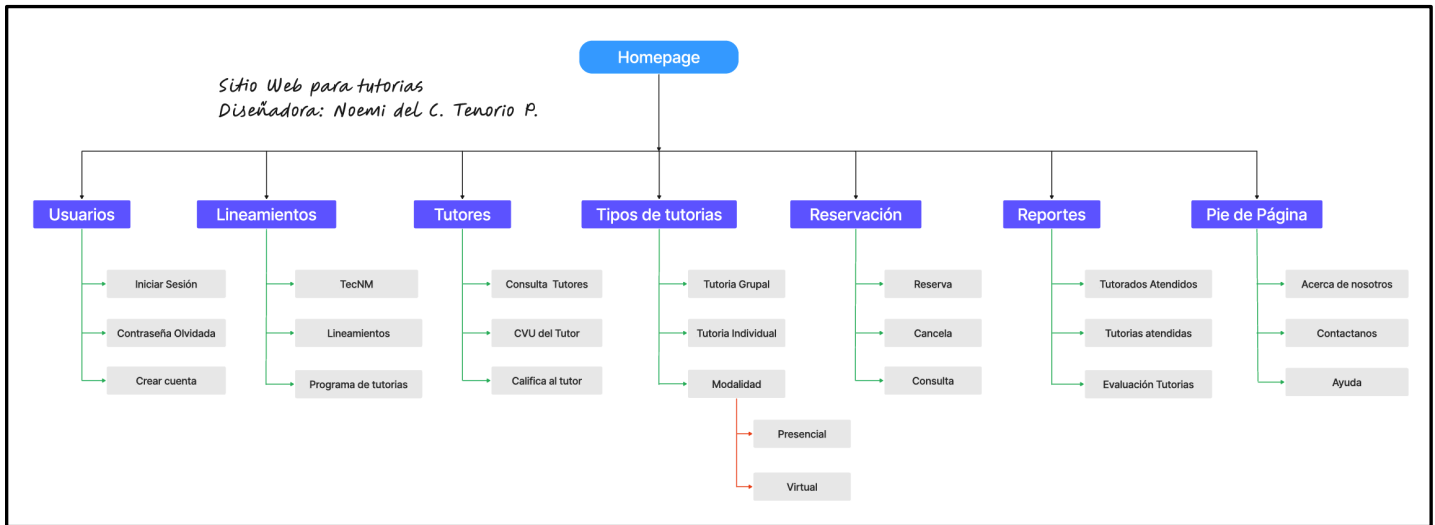 Homepage
Sitio Web para tutorias
Diseñadora: Noemi del C. Tenorio P.
Usuarios
Lineamientos
Tutores
Tipos de tutorias
Reservación
Reportes
Pie de Página
Iniciar Sesión
TecNM
Consulta Tutores
Tutoria Grupal
Reserva
Tutorados Atendidos
Acerca de nosotros
Contraseña Olvidada
Lineamientos
CVU del Tutor
Tutoria Individual
Cancela
Tutorias atendidas
Contactanos
Crear cuenta
Programa de tutorias
Califica al tutor
Modalidad
Consulta
Evaluación Tutorias
Ayuda
Presencial
Virtual